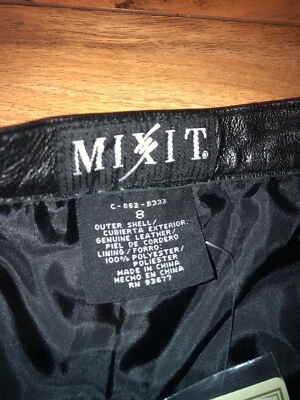 MIXIT®
C-862-8333
8
OUTER SHELL/
CUBIERTA EXTERIOR:
GENUINE LEATHER/
PIEL DE CORDERO
LINING/FORRO:
100% POLYESTER/
POLIESTER
MADE IN CHINA
HECHO EN CHINA
RN 93677